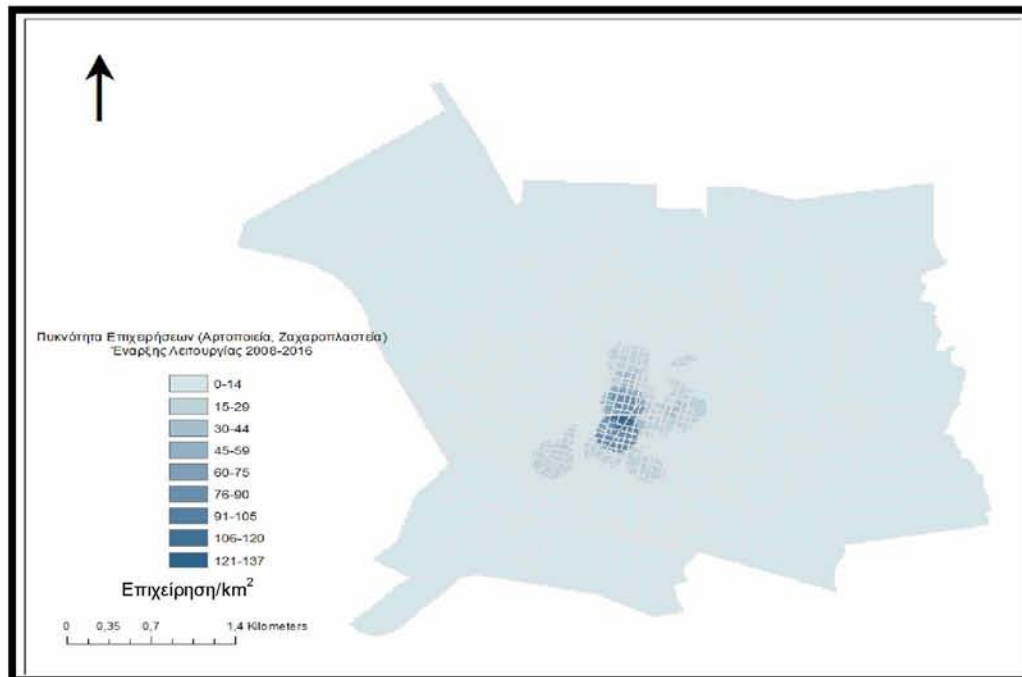 Πυκνότητα Επιχειρήσεων (Αρτοποιεία, Ζαχαροπλαστεία)
Έναρξης Λειτουργίας 2008-2016
0-14
15-29
30-44
45-59
60-75
76-90
91-105
106-120
121-137
Επιχείρηση/km²
0 0,35 0,7 1,4 Kilometers